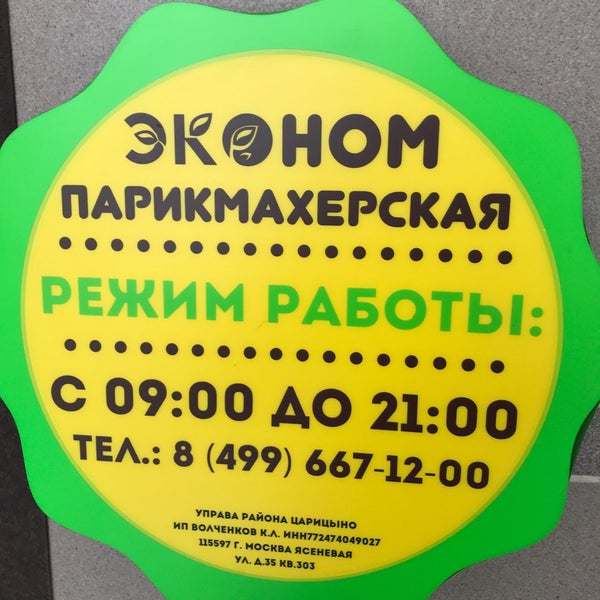 ЭКОНОМ
ПАРИКМАХЕРСКАЯ
РЕЖИМ РАБОТЫ:
С 09:00 ДО 21:00
ТЕЛ.: 8 (499) 667-12-00
УПРАВА РАЙОНА ЦАРИЦЫНО
ИП ВОЛЧЕНКОВ К.Л. ИНН772474049027
115597 Г. МОСКВА ЯСЕНЕВАЯ
УЛ. Д.35 КВ.303